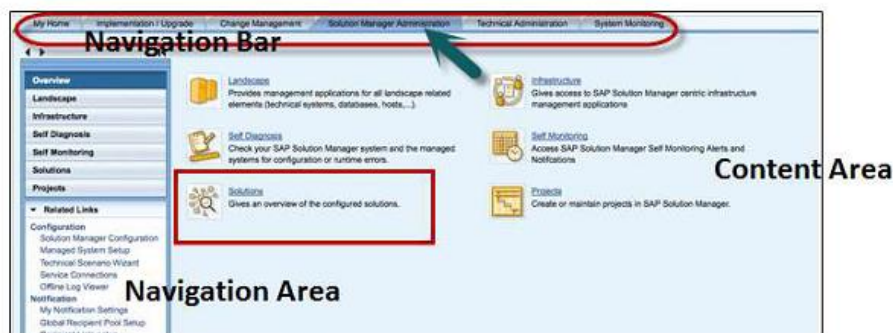 My Home Implementation / Upgrade Change Management Solution Manager Administration Technical Administration System Monitoring
Navigation Bar
Overview
Landscape
Infrastructure
Self Diagnosis
Self Monitoring
Solutions
Projects
Related Links
Configuration
Solution Manager Configuration
Managed System Setup
Technical Scenario Wizard
Service Connections
Offline Log Viewer
Notification
My Notification Settings
Global Recipient Pool Setup
Navigation Area
Landscape
Provides management applications for all landscape related
elements (technical systems, databases, hosts,...).
Self Diagnosis
Check your SAP Solution Manager system and the managed
systems for configuration or runtime errors.
Solutions
Gives an overview of the configured solutions.
Infrastructure
Gives access to SAP Solution Manager centric infrastructure
management applications
Self Monitoring
Access SAP Solution Manager Self Monitoring Alerts and
Notifications
Projects
Create or maintain projects in SAP Solution Manager.
Content Area